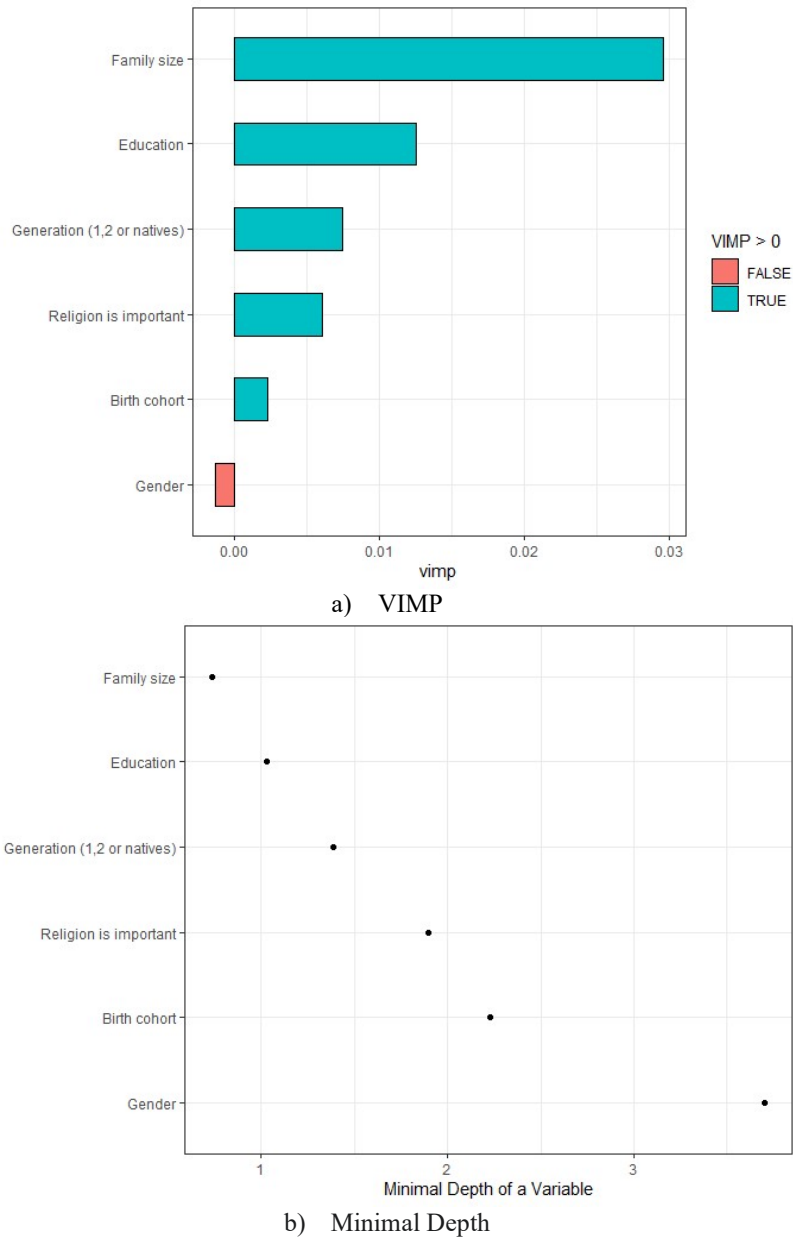 Family size
Education
Generation (1,2 or natives)
Religion is important
Birth cohort
Gender
VIMP > 0
FALSE
TRUE
0.00 0.01 0.02 0.03
vimp
a) VIMP
Family size
Education
Generation (1,2 or natives)
Religion is important
Birth cohort
Gender
1 2 3
Minimal Depth of a Variable
b) Minimal Depth